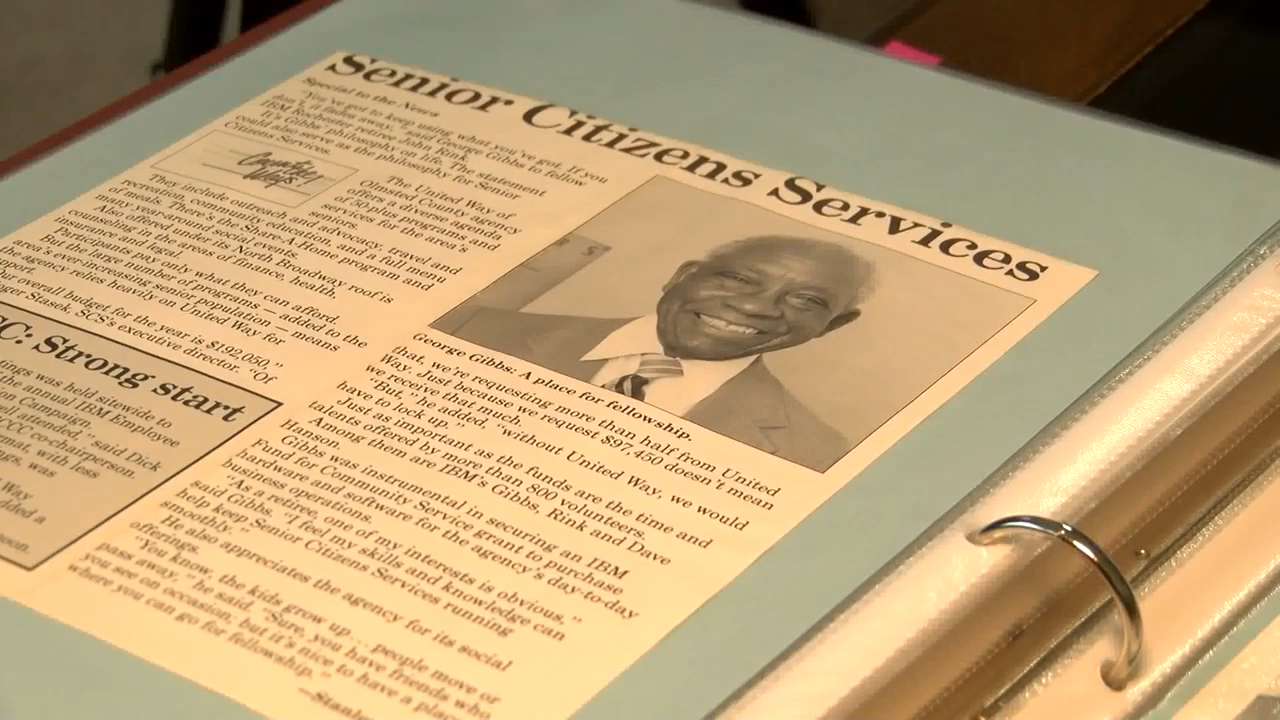 Senior Citizens Services
Special to the News
"You've got to keep using what you've got. If you
don't, it fades away," said George Gibbs to fellow
IBM Rochester retiree John Rink.
It's Gibbs' philosophy on life. The statement
could also serve as the philosophy for Senior
Citizens Services.
Country
Ways!
The United Way of
Olmsted County agency
offers a diverse agenda
of 50-plus programs and
services for the area's
seniors.
They include outreach and advocacy, travel and
recreation, community education, and a full menu
of meals. There's the Share-A-Home program and
many year-around social events.
Also offered under its North Broadway roof is
counseling in the areas of finance, health,
insurance and legal.
Participants pay only what they can afford.
But the large number of programs — added to the
area's ever-increasing senior population — means
the agency relies heavily on United Way for
support.
overall budget for the year is $192,050,"
Roger Stasek, SCS's executive director. "Of
George Gibbs: A place for fellowship.
that, we're requesting more than half from United
Way. Just because we request $97,450 doesn't mean
we receive that much.
"But," he added, "without United Way, we would
have to lock up."
Just as important as the funds are the time and
talents offered by more than 800 volunteers.
Among them are IBM's Gibbs, Rink and Dave
Hanson.
Gibbs was instrumental in securing an IBM
Fund for Community Service grant to purchase
hardware and software for the agency's day-to-day
business operations.
"As a retiree, one of my interests is obvious,"
said Gibbs. "I feel my skills and knowledge can
help keep Senior Citizens Services running
smoothly."
He also appreciates the agency for its social
offerings.
"You know, the kids grow up... people move or
pass away," he said. "Sure, you have friends who
you see on occasion, but it's nice to have a place
where you can go for fellowship."
C: Strong start
tings was held sitewide to
the annual IBM Employee
on Campaign.
ell attended," said Dick
CCC co-chairperson.
rmat, with less
ngs, was
Way
added a
noon.